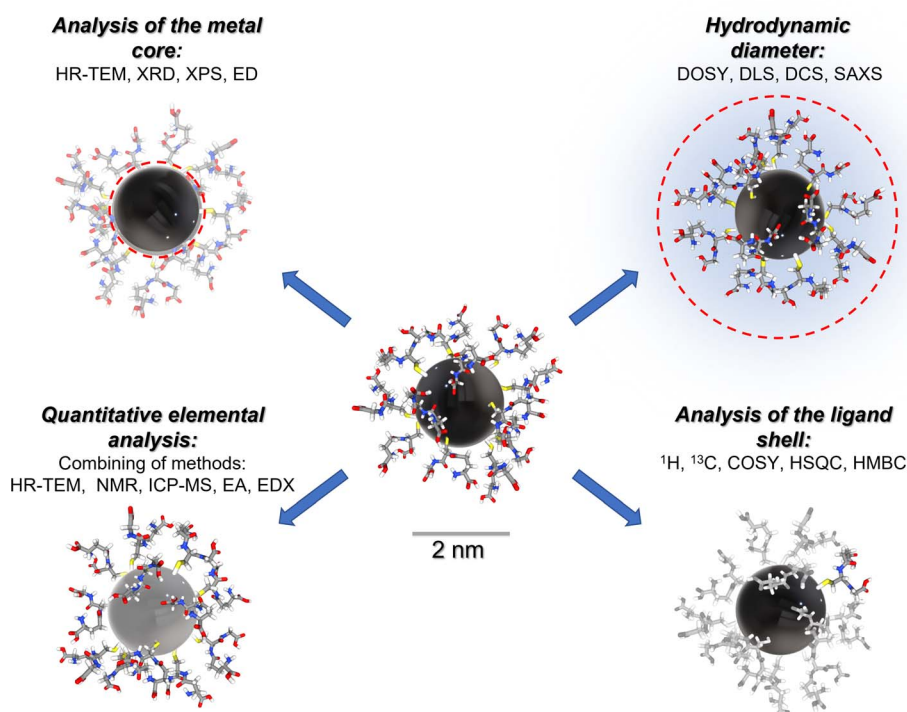 Analysis of the metal
core:
HR-TEM, XRD, XPS, ED
Hydrodynamic
diameter:
DOSY, DLS, DCS, SAXS
Quantitative elemental
analysis:
Combining of methods:
HR-TEM, NMR, ICP-MS, EA, EDX
2 nm
Analysis of the ligand
shell:
¹H, ¹³C, COSY, HSQC, HMBC